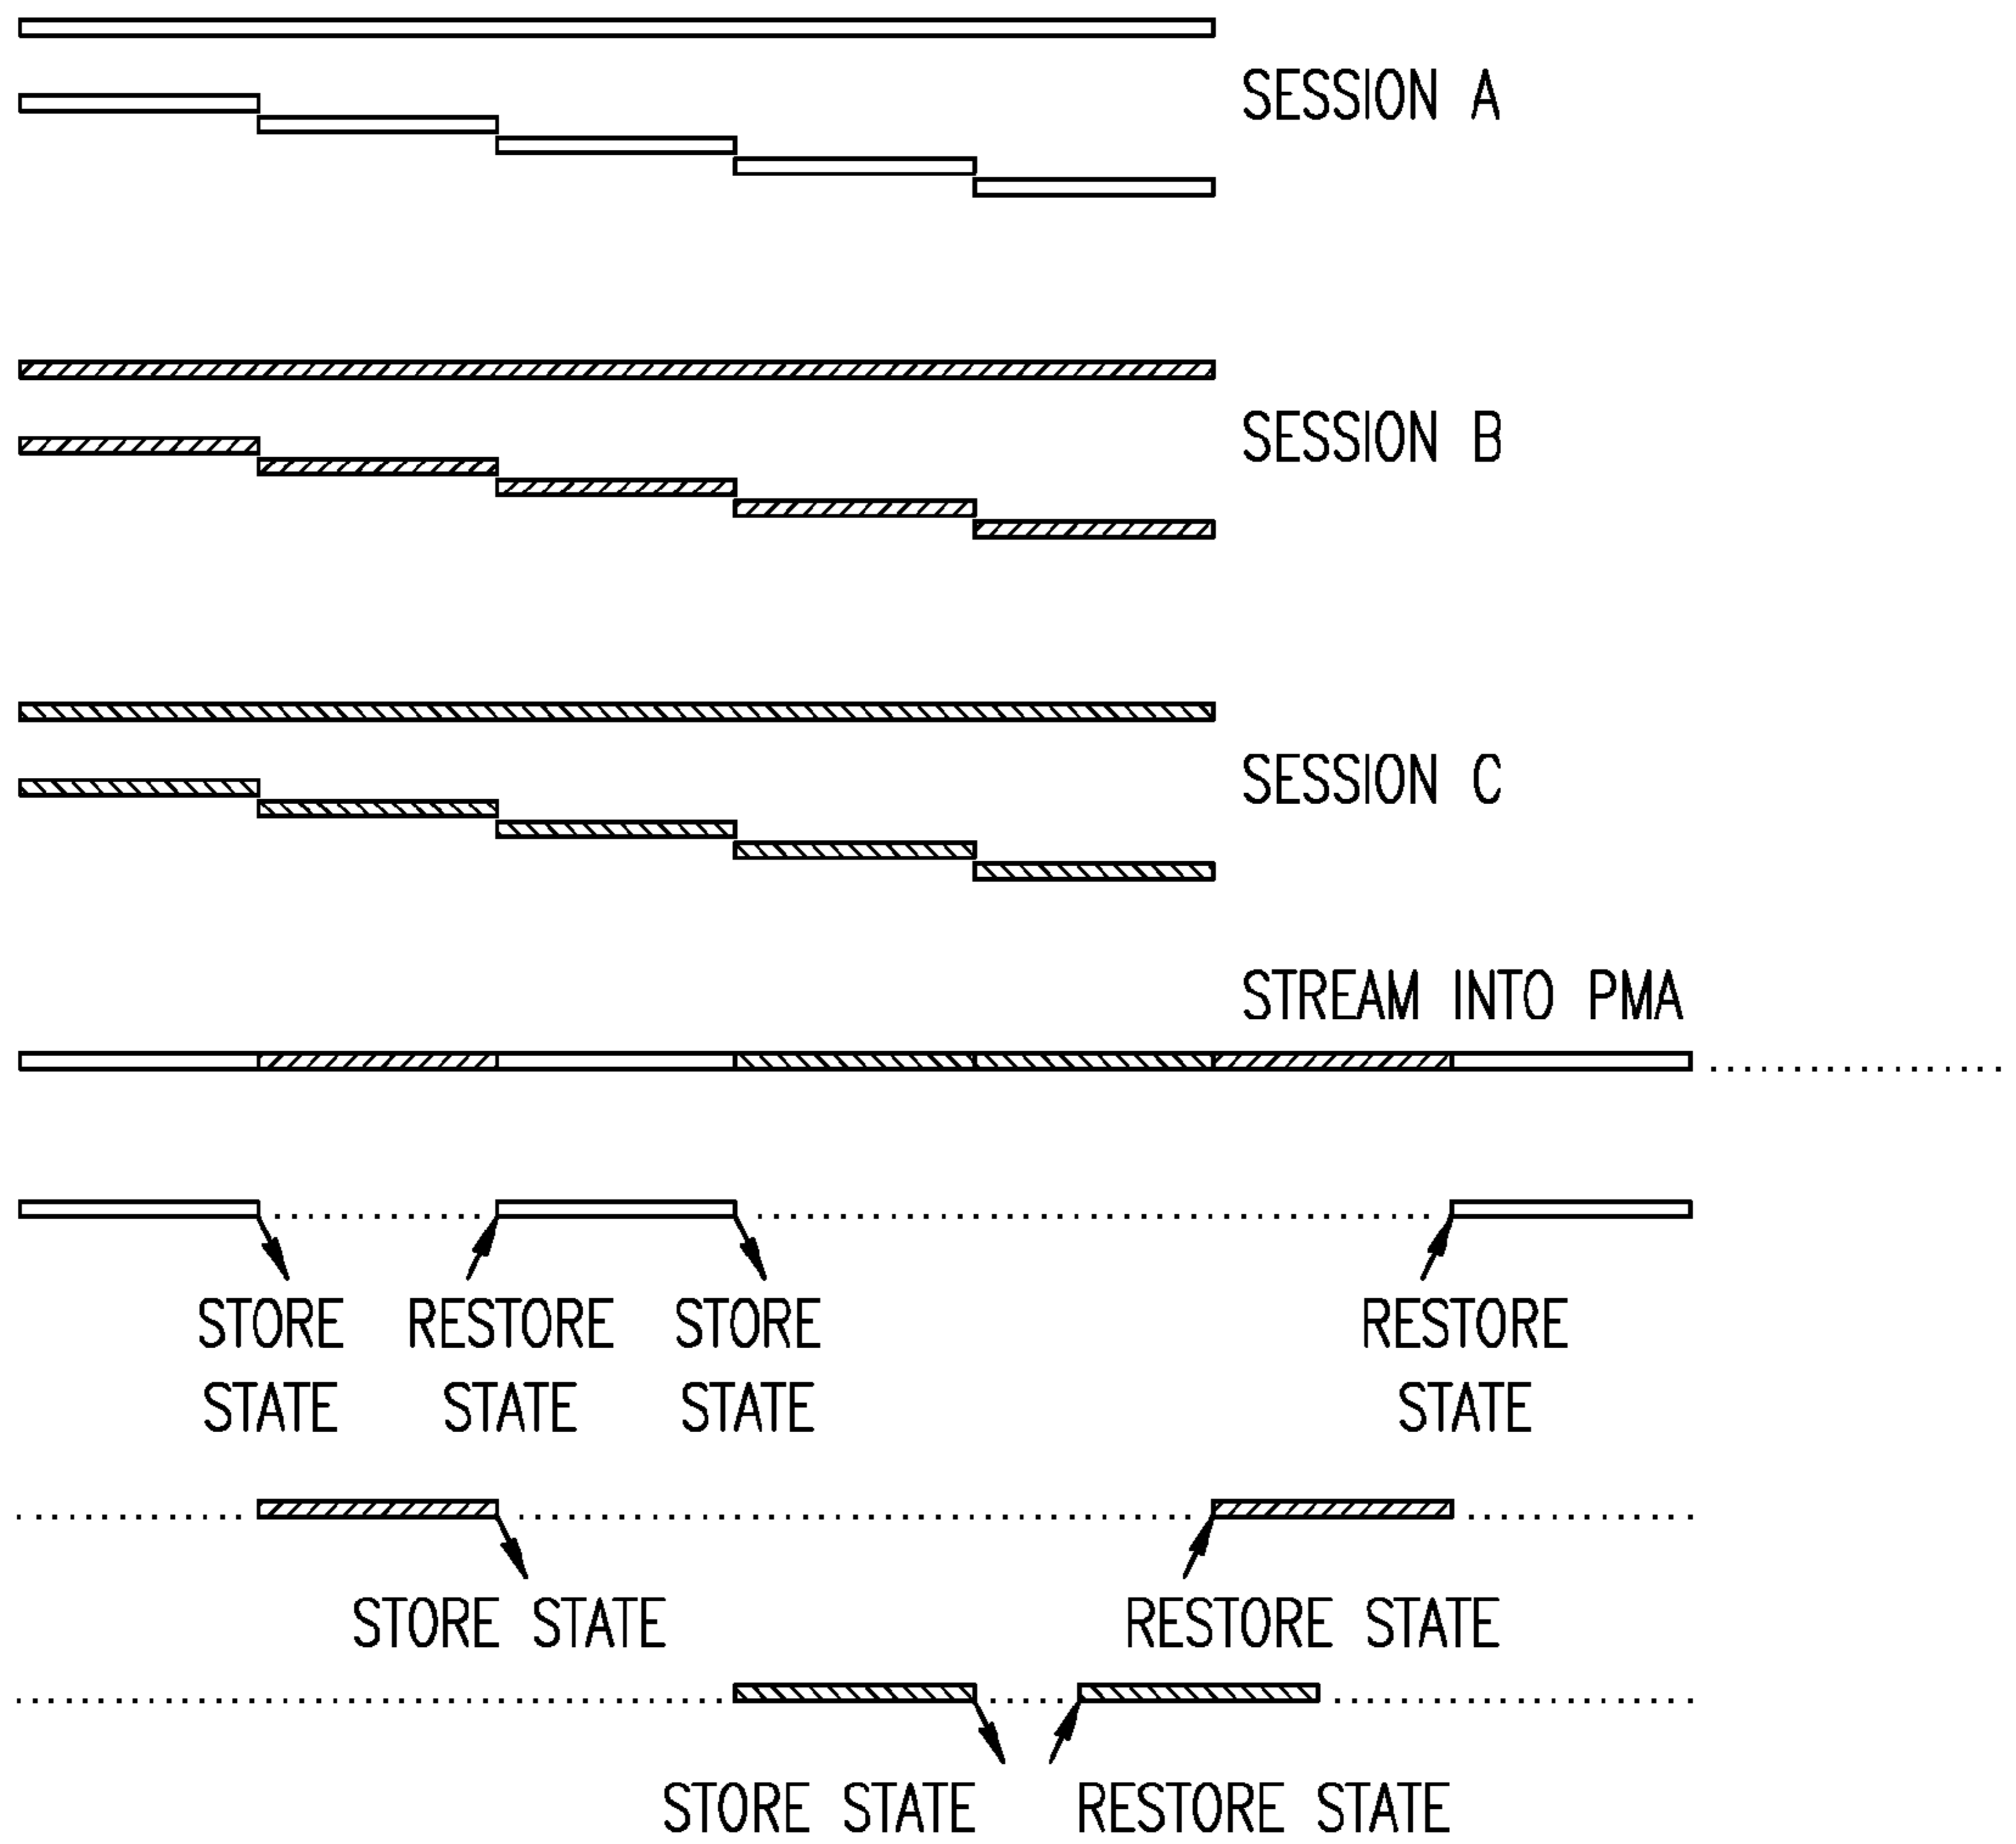 SESSION A
SESSION B
SESSION C
STREAM INTO PMA
STORE RESTORE STORE RESTORE
STATE STATE STATE STATE
STORE STATE RESTORE STATE
STORE STATE RESTORE STATE